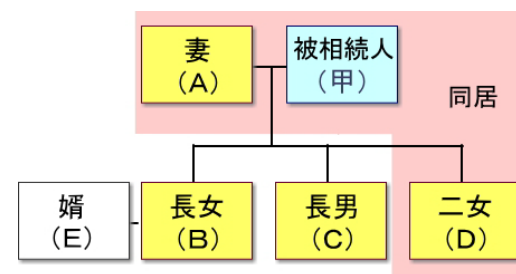 妻
（A）
被相続人
（甲）
同居
婿
（E）
長女
（B）
長男
（C）
二女
（D）